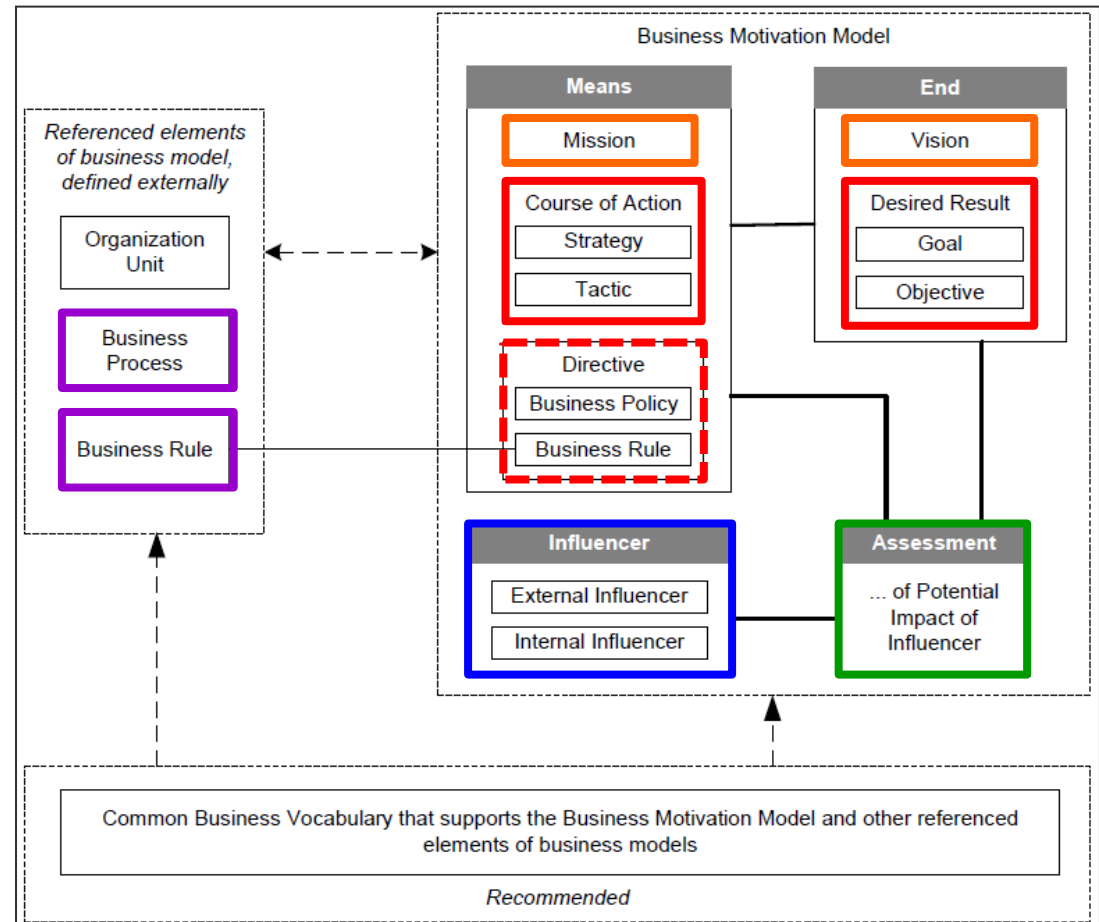 Business Motivation Model
Means
Mission
Course of Action
Strategy
Tactic
Directive
Business Policy
Business Rule
End
Vision
Desired Result
Goal
Objective
Referenced elements
of business model,
defined externally
Organization
Unit
Business
Process
Business Rule
Influencer
External Influencer
Internal Influencer
Assessment
... of Potential
Impact of
Influencer
Common Business Vocabulary that supports the Business Motivation Model and other referenced
elements of business models
Recommended